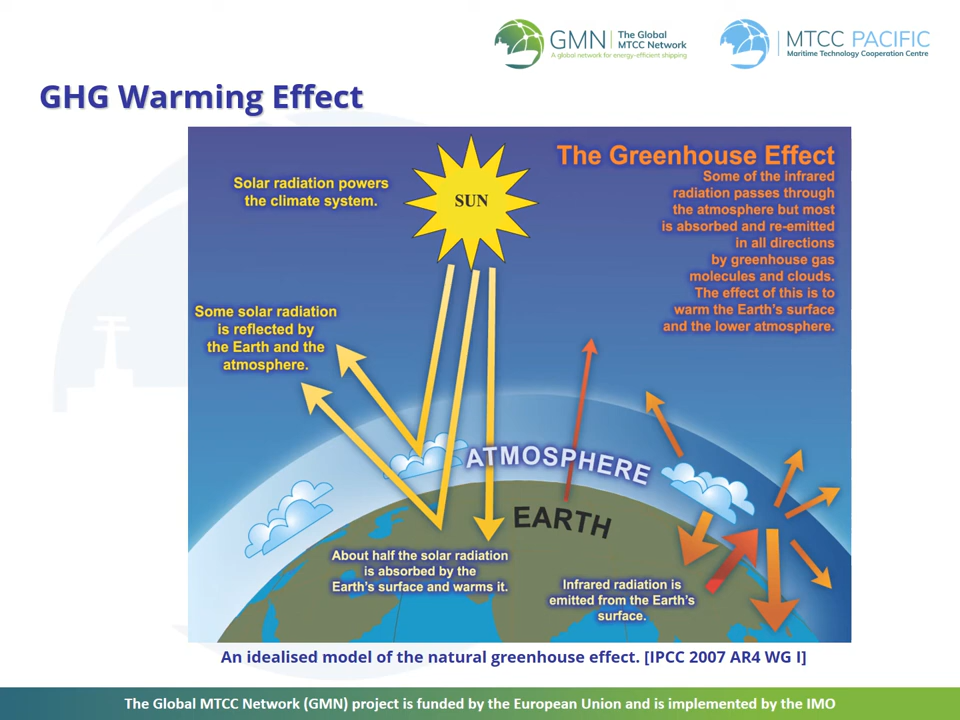 GMN
The Global
MTCC Network
A global network for energy-efficient shipping
MTCC PACIFIC
Maritime Technology Cooperation Centre
GHG Warming Effect
The Greenhouse Effect
Some of the infrared
radiation passes through
the atmosphere but most
is absorbed and re-emitted
in all directions
by greenhouse gas
molecules and clouds.
The effect of this is to
warm the Earth's surface
and the lower atmosphere.
Solar radiation powers
the climate system.
SUN
Some solar radiation
is reflected by
the Earth and the
atmosphere.
ATMOSPHERE
EARTH
About half the solar radiation
is absorbed by the
Earth's surface and warms it.
Infrared radiation is
emitted from the Earth's
surface.
An idealised model of the natural greenhouse effect. [IPCC 2007 AR4 WG I]
The Global MTCC Network (GMN) project is funded by the European Union and is implemented by the IMO